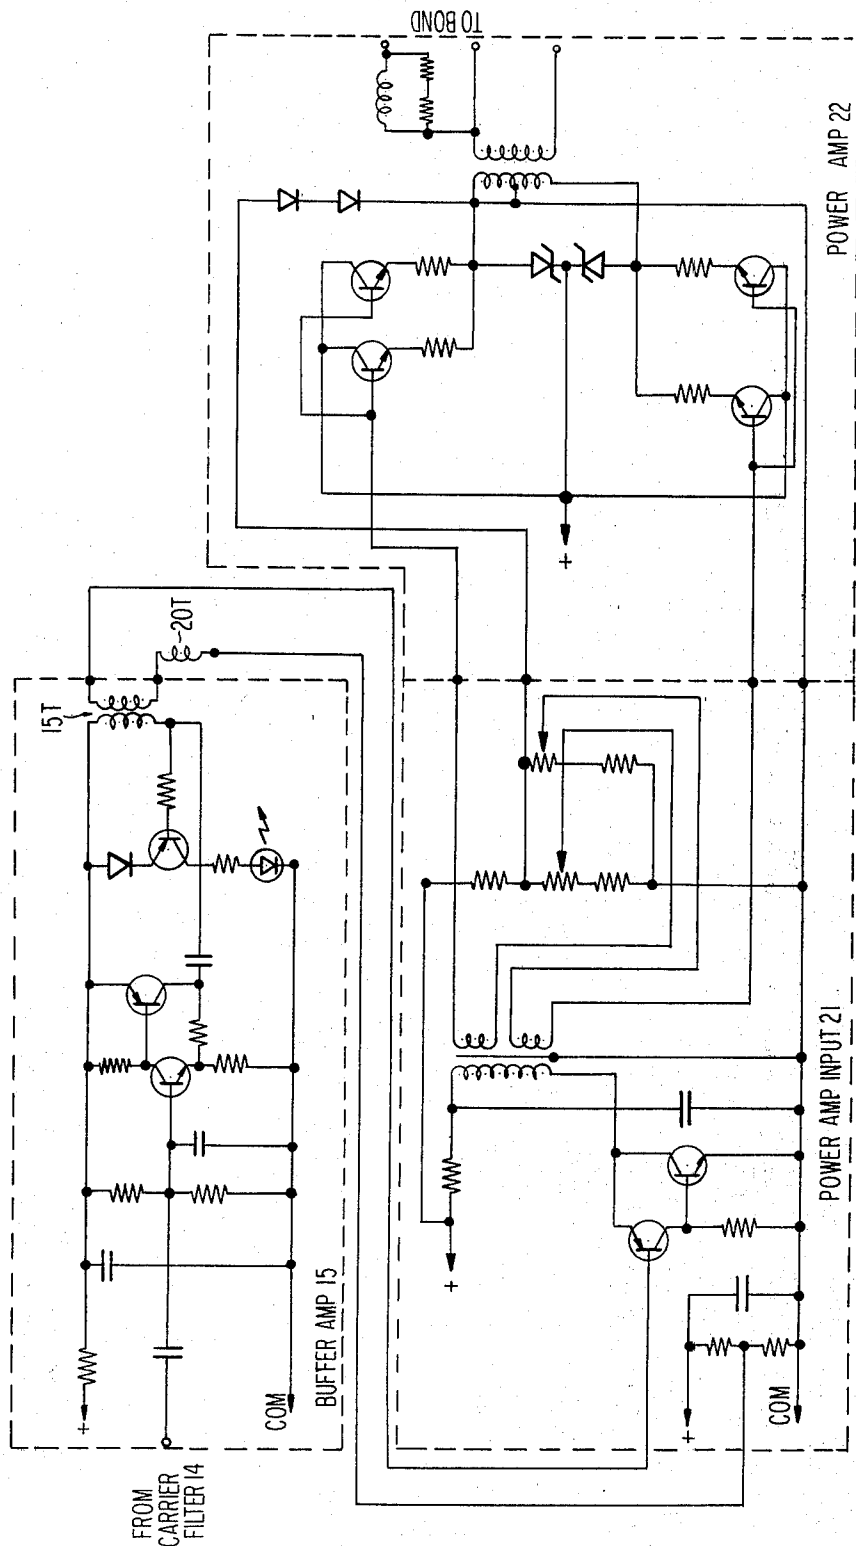 TO BOND
POWER AMP 22
~20T
15T
+
POWER AMP INPUT 21
+
BUFFER AMP 15
+
COM
+
COM
FROM
CARRIER
FILTER 14